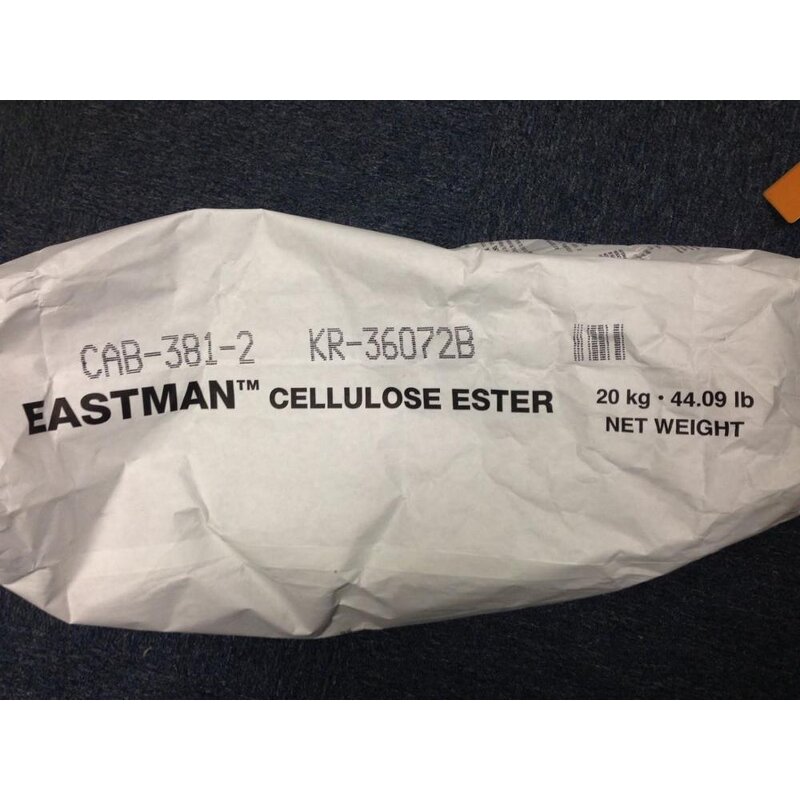 CAB-381-2 KR-36072B
EASTMAN™ CELLULOSE ESTER
20 kg • 44.09 lb
NET WEIGHT